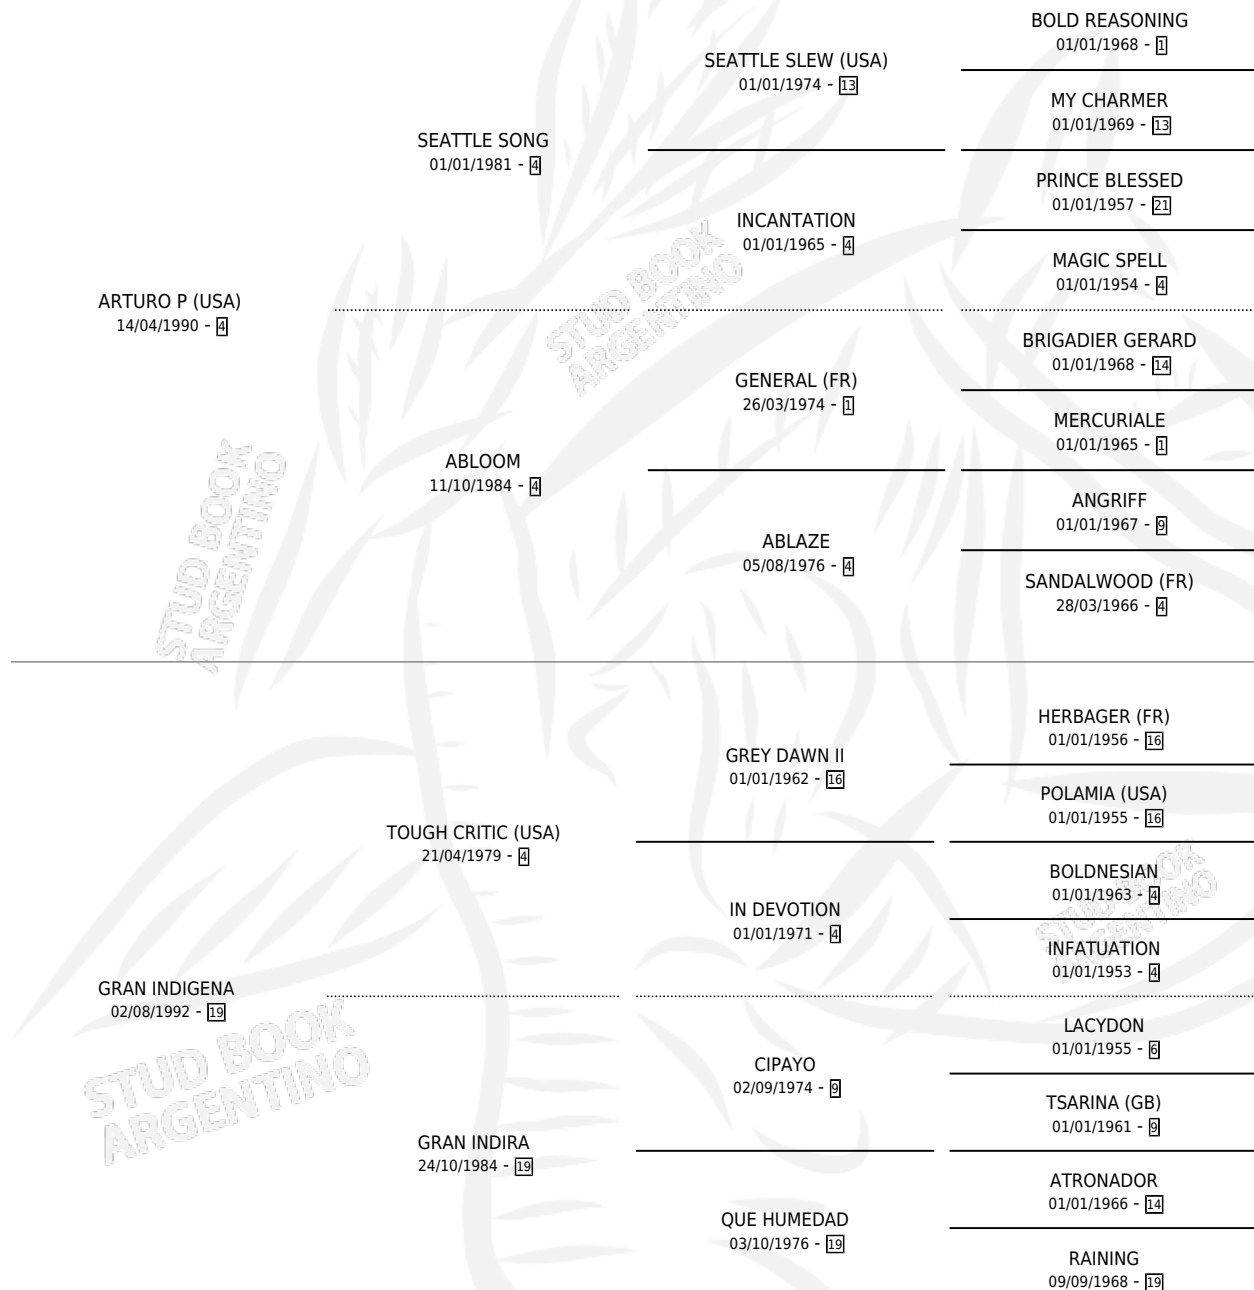 BOLD REASONING
01/01/1968 - 1
SEATTLE SLEW (USA)
01/01/1974 - 13
MY CHARMER
01/01/1969 - 13
SEATTLE SONG
01/01/1981 - 4
PRINCE BLESSED
01/01/1957 - 21
INCANTATION
01/01/1965 - 4
MAGIC SPELL
01/01/1954 - 4
ARTURO P (USA)
14/04/1990 - 4
BRIGADIER GERARD
01/01/1968 - 14
GENERAL (FR)
26/03/1974 - 1
MERCURIALE
01/01/1965 - 1
ABLOOM
11/10/1984 - 4
ANGRIFF
01/01/1967 - 9
ABLAZE
05/08/1976 - 4
SANDALWOOD (FR)
28/03/1966 - 4
HERBAGER (FR)
01/01/1956 - 16
GREY DAWN II
01/01/1962 - 16
POLAMIA (USA)
01/01/1955 - 16
TOUGH CRITIC (USA)
21/04/1979 - 4
BOLDNESIAN
01/01/1963 - 4
IN DEVOTION
01/01/1971 - 4
INFATUATION
01/01/1953 - 4
GRAN INDIGENA
02/08/1992 - 19
LACYDON
01/01/1955 - 6
CIPAYO
02/09/1974 - 9
TSARINA (GB)
01/01/1961 - 9
GRAN INDIRA
24/10/1984 - 19
ATRONADOR
01/01/1966 - 14
QUE HUMEDAD
03/10/1976 - 19
RAINING
09/09/1968 - 19
STUD BOOK
ARGENTINO
STUD BOOK
ARGENTINO
STUD BOOK
ARGENTINO
STUD BOOK
ARGENTINO